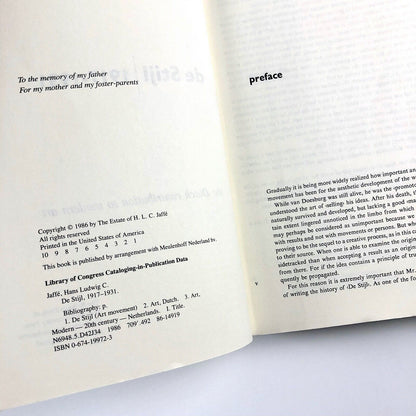 To the memory of my father
For my mother and my foster-parents
Copyright © 1986 by The Estate of H. L. C. Jaffé
All rights reserved
Printed in the United States of America
10 9 8 7 6 5 4 3 2 1
This book is published by arrangement with Meulenhoff Nederland bv.
Library of Congress Cataloging-in-Publication Data
Jaffé, Hans Ludwig C.
De Stijl, 1917-1931.
Bibliography: p.
1. De Stijl (Art movement) 2. Art, Dutch. 3. Art,
Modern — 20th century — Netherlands. I. Title.
N6948.5.D42J34 1986 709'.492 86-14919
ISBN 0-674-19972-3
preface
Gradually it is being more widely realized how important an
movement has been for the aesthetic development of the w
While van Doesburg was still alive, he was the ‹promoto
understood the art of ‹selling› his ideas. After his death, th
naturally survived and developed, but lacking a good ‹ma
tain extent lingered unnoticed in the limbo from which
may perhaps be considered as unimportant because
with results and not with movements or persons. But wh
proving to be the sequel to a creative process, as in this c
to their source. When one is able to examine the origin
sidetracked than when accepting a result as an origin
from there. For if the idea contains a principle of tru
quently be propagated.
For this reason it is extremely important that Mr.
of writing the history of ‹De Stijl›. As one of the fo
v